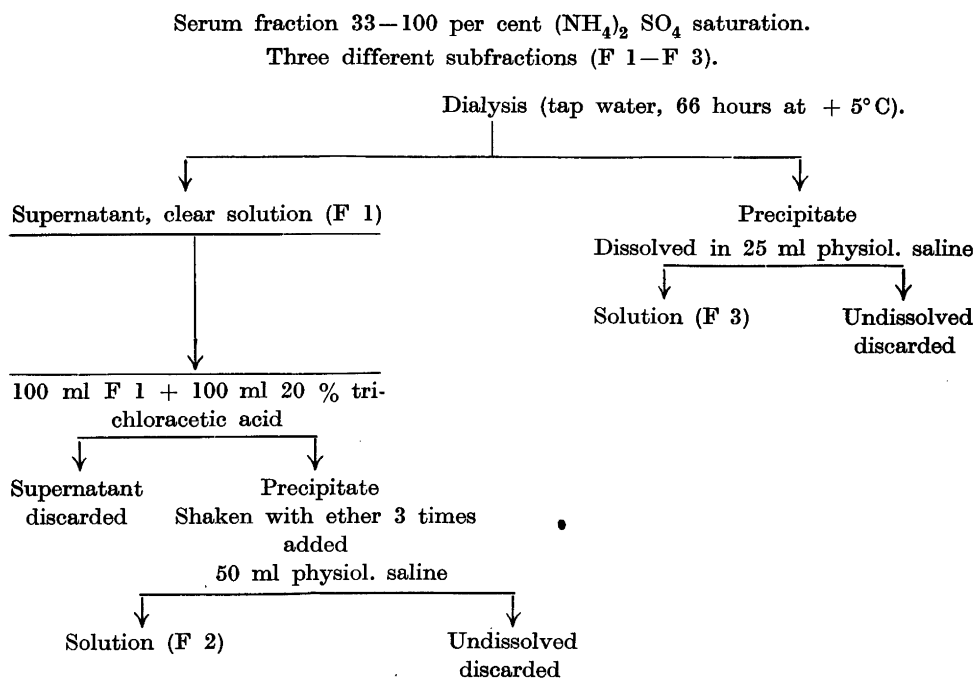 Serum fraction 33—100 per cent (NH₄)₂ SO₄ saturation.
Three different subfractions (F 1—F 3).
Dialysis (tap water, 66 hours at + 5°C).
Supernatant, clear solution (F 1)
Precipitate
Dissolved in 25 ml physiol. saline
Solution (F 3)
Undissolved
discarded
100 ml F 1 + 100 ml 20 % tri-
chloracetic acid
Supernatant
discarded
Precipitate
Shaken with ether 3 times
added
50 ml physiol. saline
Solution (F 2)
Undissolved
discarded